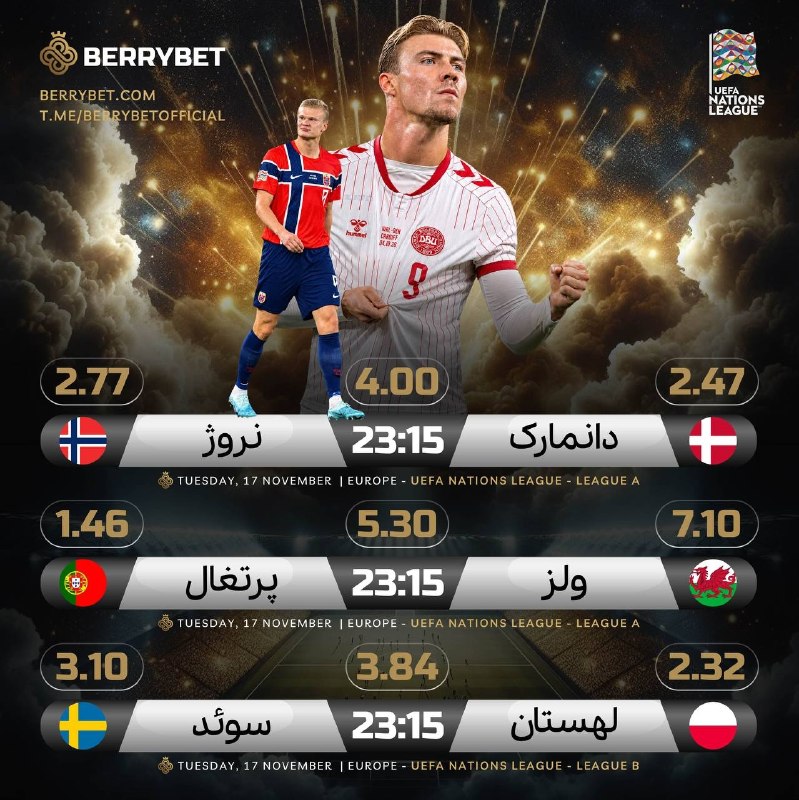 BERRYBET
BERRYBET.COM
T.ME/BERRYBETOFFICIAL
UEFA
NATIONS
LEAGUE
hummel
DBU
9
2.77 4.00 2.47
نروژ 23:15 دانمارک
TUESDAY, 17 NOVEMBER | EUROPE - UEFA NATIONS LEAGUE - LEAGUE A
1.46 5.30 7.10
پرتغال 23:15 ولز
TUESDAY, 17 NOVEMBER | EUROPE - UEFA NATIONS LEAGUE - LEAGUE A
3.10 3.84 2.32
سوئد 23:15 لهستان
TUESDAY, 17 NOVEMBER | EUROPE - UEFA NATIONS LEAGUE - LEAGUE B